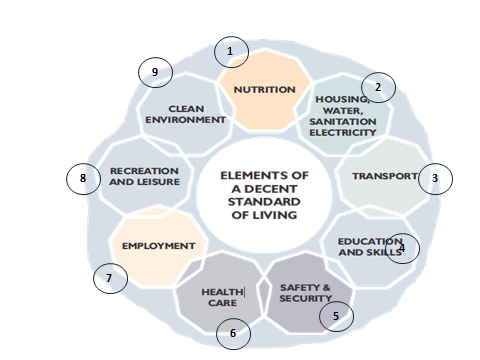 1
NUTRITION
2
HOUSING,
WATER,
SANITATION
ELECTRICITY
3
TRANSPORT
4
EDUCATION
AND SKILLS
5
SAFETY &
SECURITY
6
HEALTH
CARE
7
EMPLOYMENT
8
RECREATION
AND LEISURE
9
CLEAN
ENVIRONMENT
ELEMENTS OF
A DECENT
STANDARD
OF LIVING